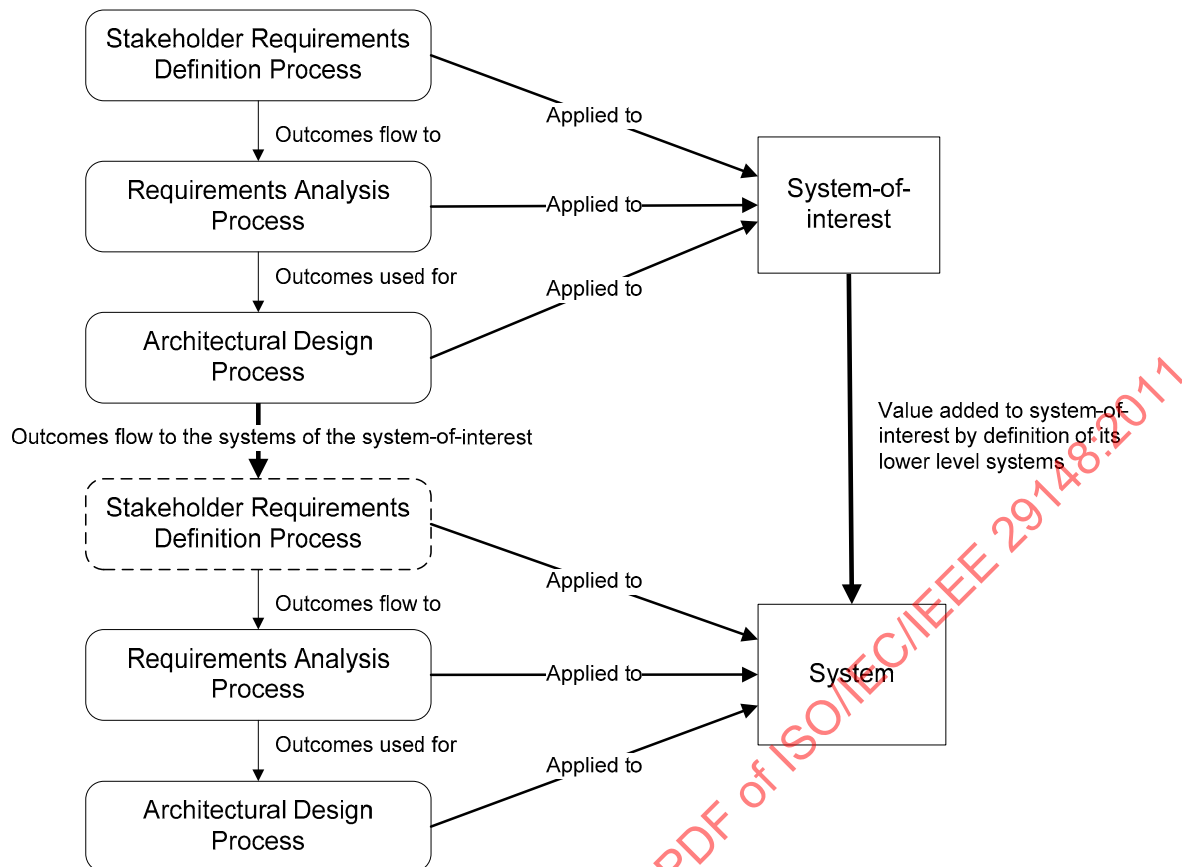 Stakeholder Requirements
Definition Process
Applied to
Outcomes flow to
System-of-
interest
Requirements Analysis
Process
Applied to
Outcomes used for
Applied to
Architectural Design
Process
Value added to system-of-
interest by definition of its
lower level systems
Outcomes flow to the systems of the system-of-interest
Stakeholder Requirements
Definition Process
Applied to
Outcomes flow to
Requirements Analysis
Process
Applied to
System
Outcomes used for
Applied to
Architectural Design
Process
PDF of ISO/IEC/IEEE 29148:2011